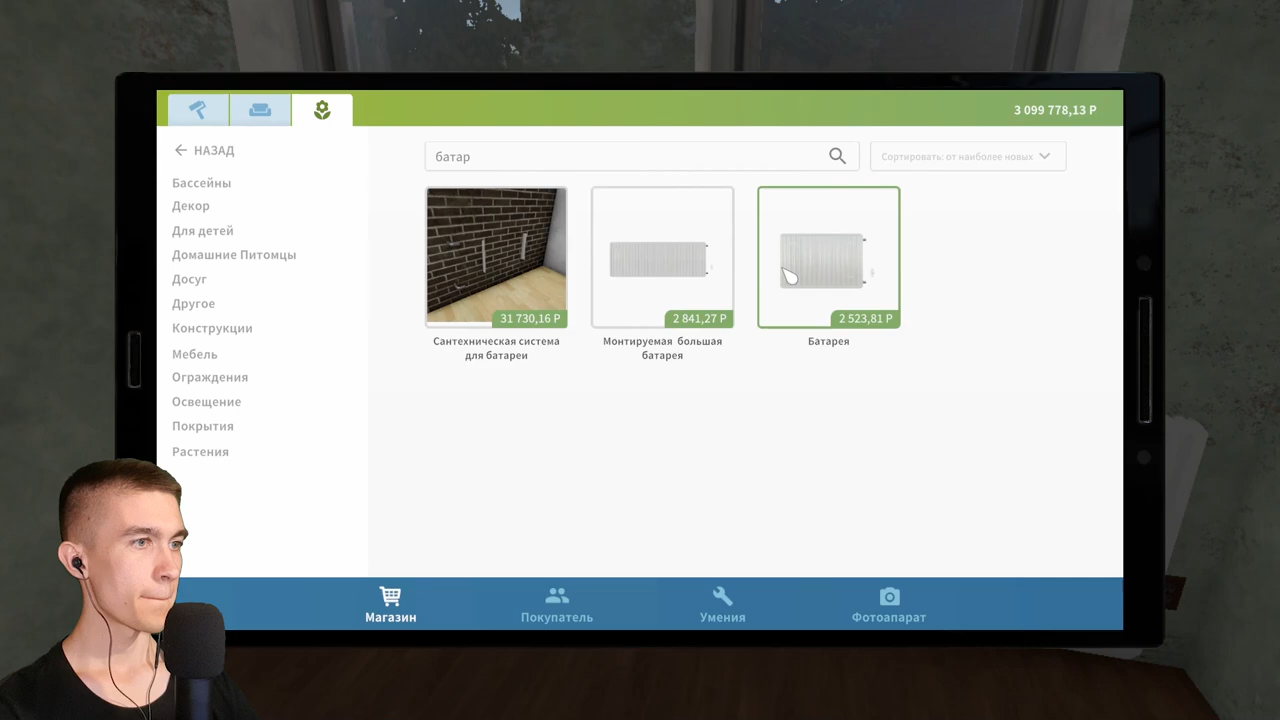 3 099 778,13 Р
НАЗАД
Бассейны
Декор
Для детей
Домашние Питомцы
Досуг
Другое
Конструкции
Мебель
Ограждения
Освещение
Покрытия
Растения
батар
Сортировать: от наиболее новых
31 730,16 Р
Сантехническая система
для батареи
2 841,27 Р
Монтируемая большая
батарея
2 523,81 Р
Батарея
Магазин
Покупатель
Умения
Фотоапарат